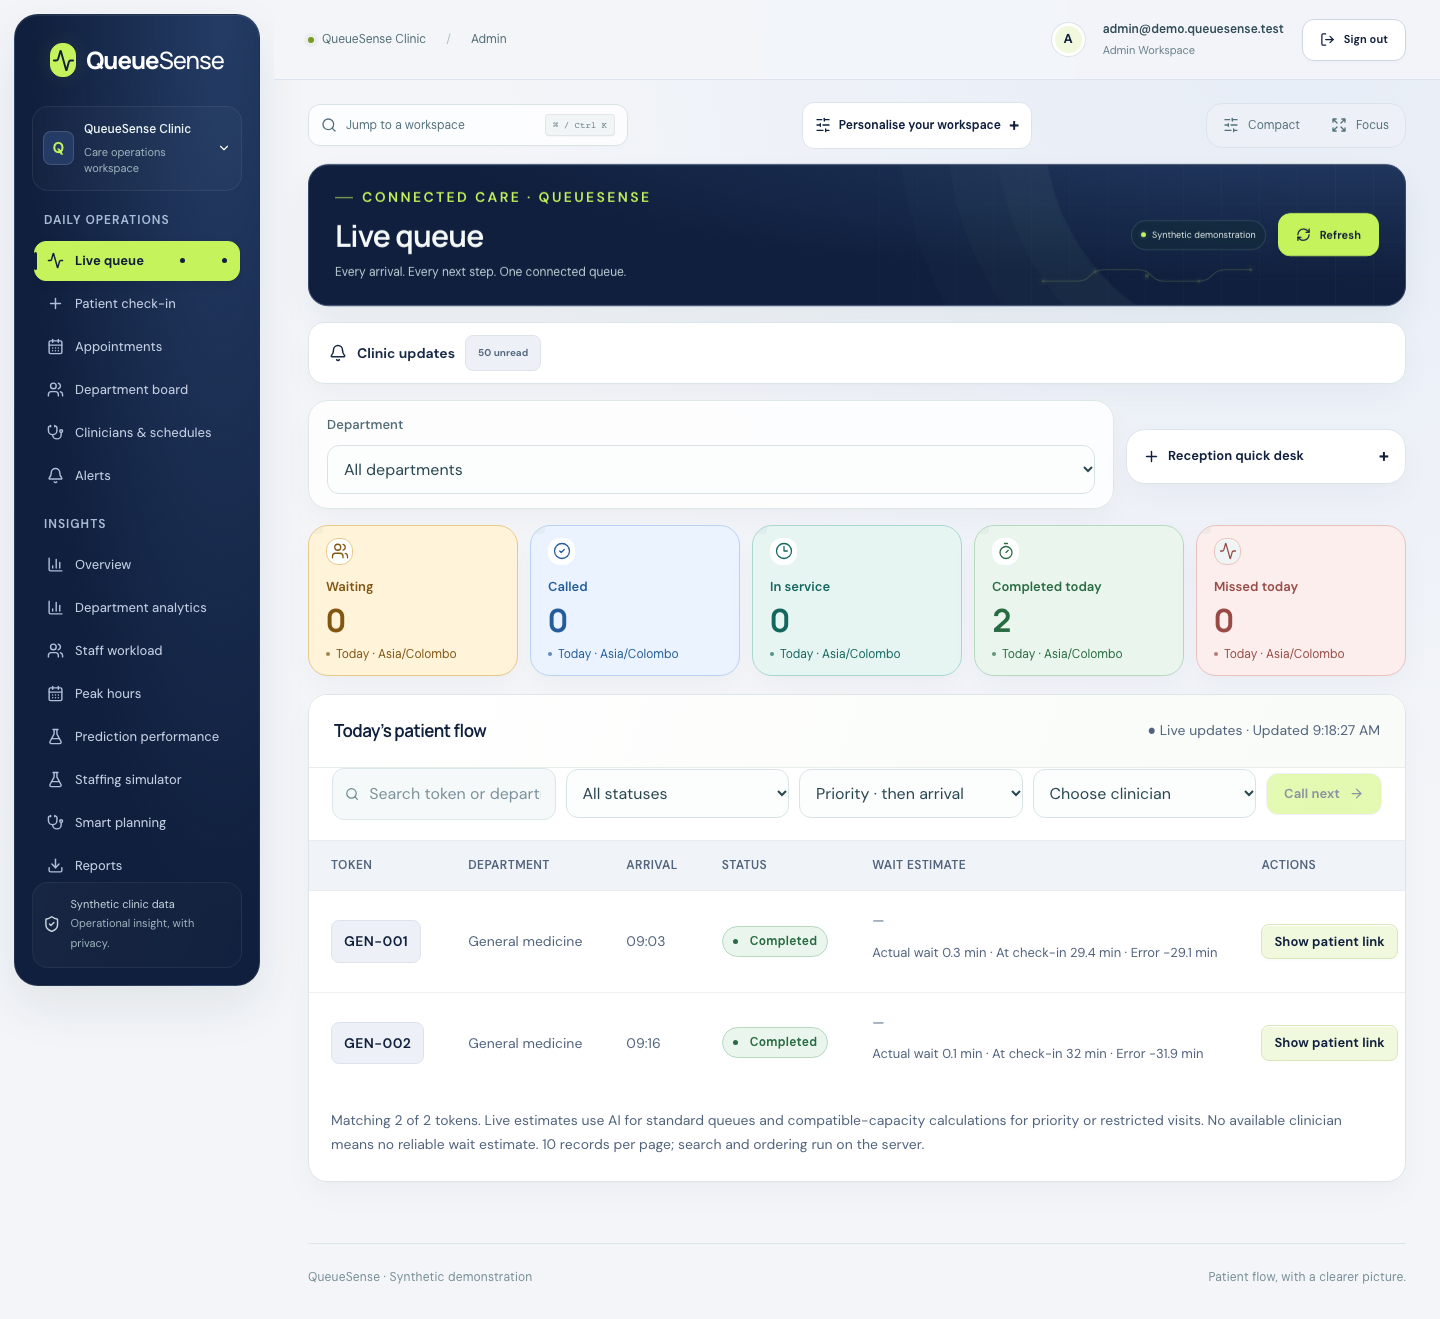 QueueSense
QueueSense Clinic
Q
Care operations
workspace
DAILY OPERATIONS
Live queue
Patient check-in
Appointments
Department board
Clinicians & schedules
Alerts
INSIGHTS
Overview
Department analytics
Staff workload
Peak hours
Prediction performance
Staffing simulator
Smart planning
Reports
Synthetic clinic data
Operational insight, with
privacy.
QueueSense Clinic / Admin
A
admin@demo.queuesense.test
Admin Workspace
Sign out
Jump to a workspace
⌘ / Ctrl K
Personalise your workspace +
Compact
Focus
— CONNECTED CARE · QUEUESENSE
Live queue
Every arrival. Every next step. One connected queue.
Synthetic demonstration
Refresh
Clinic updates
50 unread
Department
All departments
Reception quick desk +
Waiting
0
Today · Asia/Colombo
Called
0
Today · Asia/Colombo
In service
0
Today · Asia/Colombo
Completed today
2
Today · Asia/Colombo
Missed today
0
Today · Asia/Colombo
Today's patient flow
Live updates · Updated 9:18:27 AM
Search token or depart
All statuses
Priority · then arrival
Choose clinician
Call next →
TOKEN DEPARTMENT ARRIVAL STATUS WAIT ESTIMATE ACTIONS
GEN-001 General medicine 09:03 Completed —
Actual wait 0.3 min · At check-in 29.4 min · Error -29.1 min
Show patient link
GEN-002 General medicine 09:16 Completed —
Actual wait 0.1 min · At check-in 32 min · Error -31.9 min
Show patient link
Matching 2 of 2 tokens. Live estimates use AI for standard queues and compatible-capacity calculations for priority or restricted visits. No available clinician
means no reliable wait estimate. 10 records per page; search and ordering run on the server.
QueueSense · Synthetic demonstration
Patient flow, with a clearer picture.